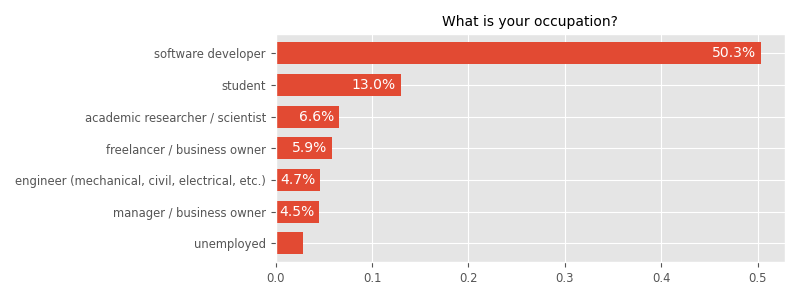 What is your occupation?
software developer 50.3%
student 13.0%
academic researcher / scientist 6.6%
freelancer / business owner 5.9%
engineer (mechanical, civil, electrical, etc.) 4.7%
manager / business owner 4.5%
unemployed
0.0 0.1 0.2 0.3 0.4 0.5